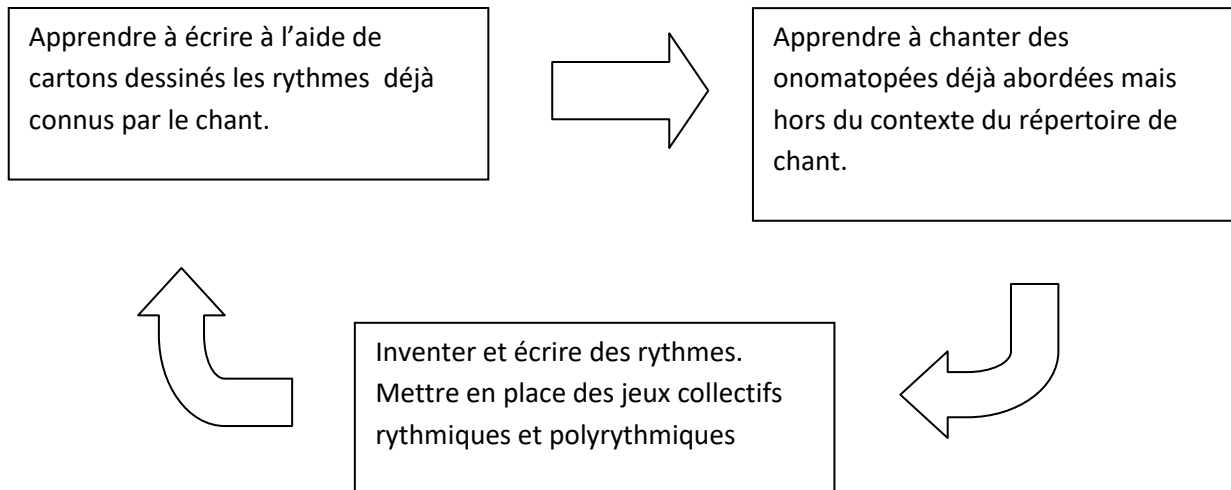 Apprendre à écrire à l’aide de
cartons dessinés les rythmes  déjà
connus par le chant.
Apprendre à chanter des
onomatopées déjà abordées mais
hors du contexte du répertoire de
chant.
Inventer et écrire des rythmes.
Mettre en place des jeux collectifs
rythmiques et polyrythmiques